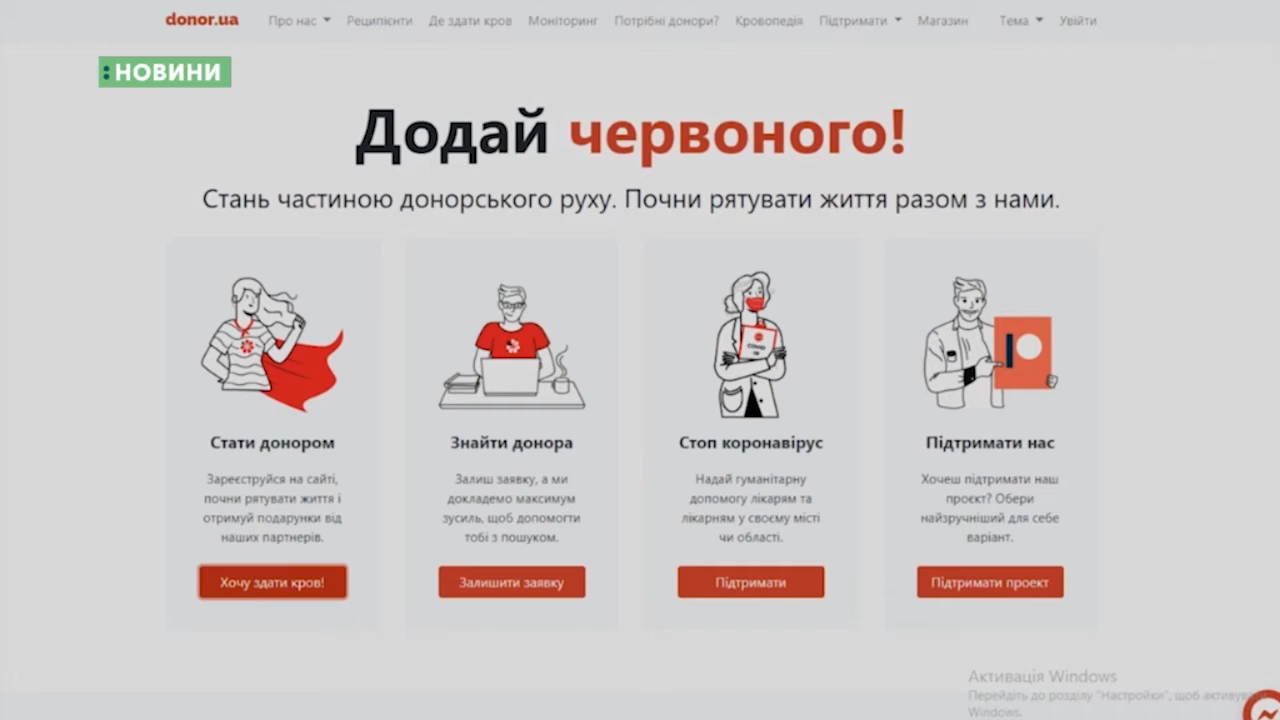 donor.ua Про нас Реципієнти Де здати кров Моніторинг Потрібні донори? Кровопедія Підтримати Магазин Тема Увійти
:НОВИНИ
Додай червоного!
Стань частиною донорського руху. Почни рятувати життя разом з нами.
COVID
19
Стати донором
Зареєструйся на сайті,
почни рятувати життя і
отримуй подарунки від
наших партнерів.
Хочу здати кров!
Знайти донора
Залиш заявку, а ми
докладемо максимум
зусиль, щоб допомогти
тобі з пошуком.
Залишити заявку
Стоп коронавірус
Надай гуманітарну
допомогу лікарям та
лікарням у своєму місті
чи області.
Підтримати
Підтримати нас
Хочеш підтримати наш
проєкт? Обери
найзручніший для себе
варіант.
Підтримати проект
Активація Windows
Перейдіть до розділу "Настройки", щоб
Windows.